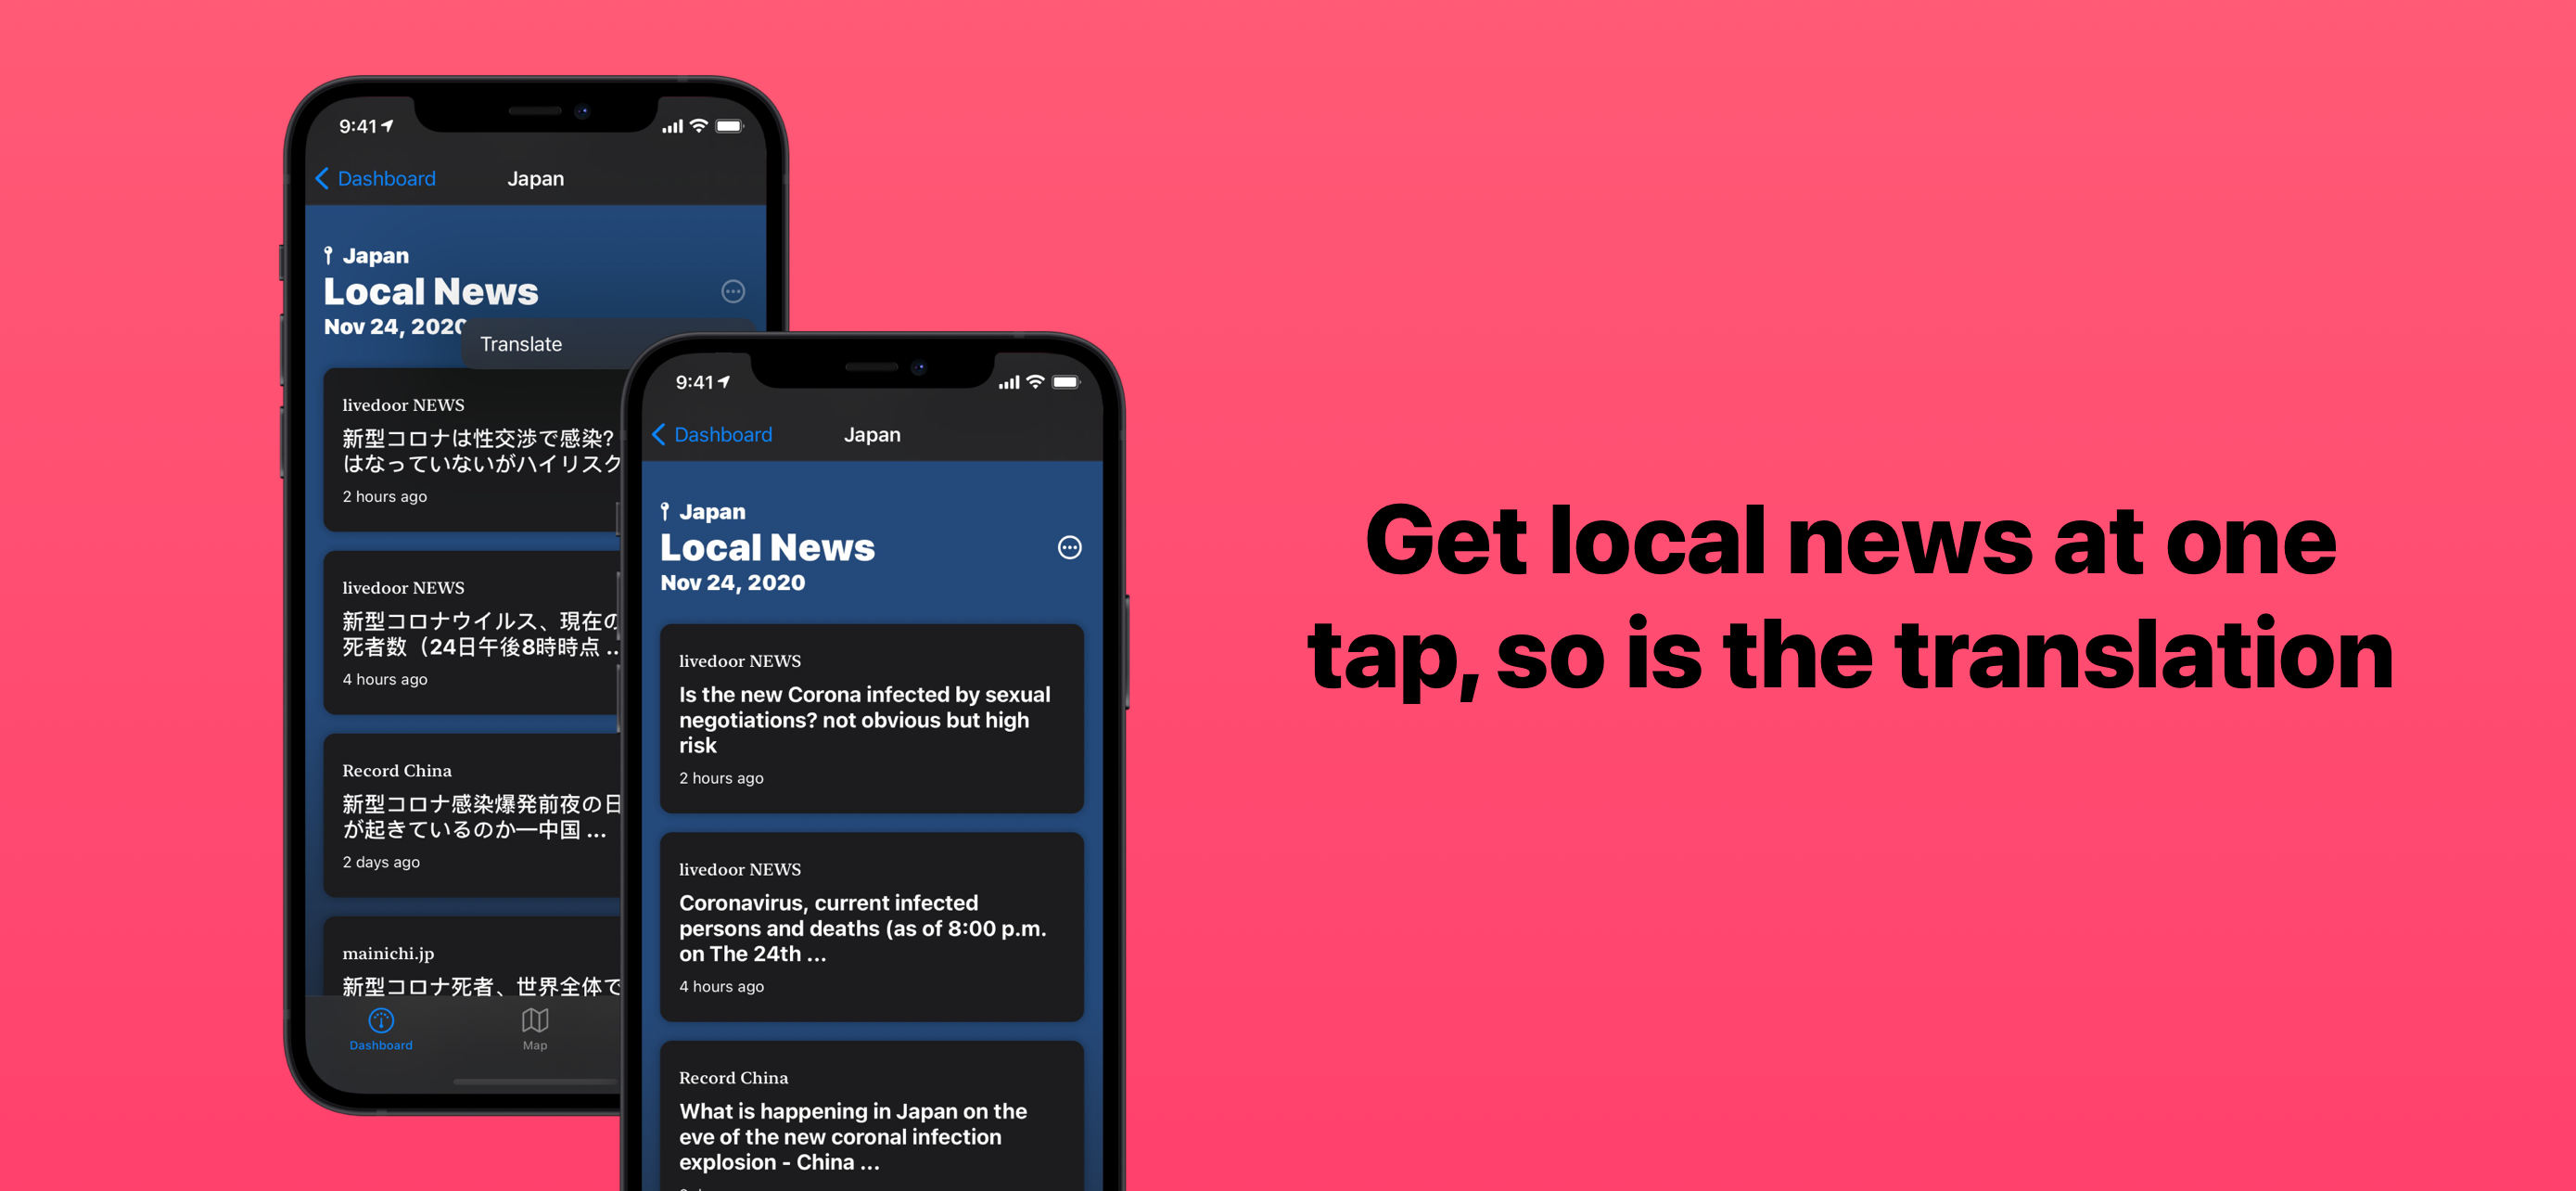 9:41
Dashboard
Japan
Japan
Local News
Nov 24, 2020
Translate
livedoor NEWS
新型コロナは性交渉で感染?
はなっていないがハイリスク
2 hours ago
livedoor NEWS
新型コロナウイルス、現在の
死者数（24日午後8時時点 ...
4 hours ago
Record China
新型コロナ感染爆発前夜の日
が起きているのか—中国 ...
2 days ago
mainichi.jp
新型コロナ死者、世界全体で
Dashboard
Map
9:41
Dashboard
Japan
Japan
Local News
Nov 24, 2020
livedoor NEWS
Is the new Corona infected by sexual
negotiations? not obvious but high
risk
2 hours ago
livedoor NEWS
Coronavirus, current infected
persons and deaths (as of 8:00 p.m.
on The 24th ...
4 hours ago
Record China
What is happening in Japan on the
eve of the new coronal infection
explosion - China ...
Get local news at one
tap, so is the translation